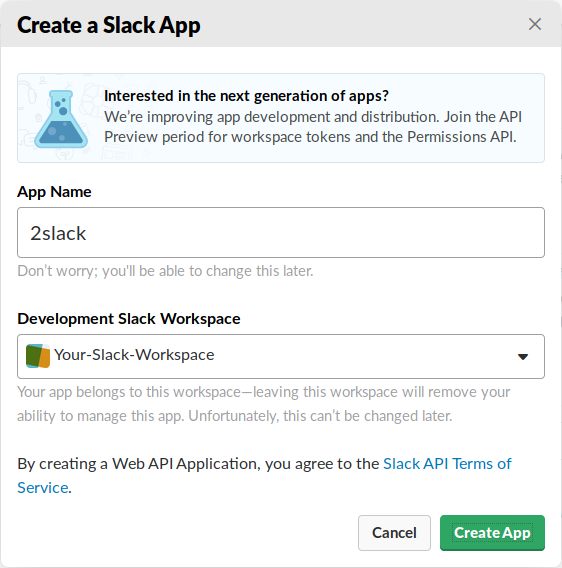 Create a Slack App
Interested in the next generation of apps?
We’re improving app development and distribution. Join the API
Preview period for workspace tokens and the Permissions API.
App Name
2slack
Don’t worry; you'll be able to change this later.
Development Slack Workspace
Your-Slack-Workspace
Your app belongs to this workspace—leaving this workspace will remove your
ability to manage this app. Unfortunately, this can’t be changed later.
By creating a Web API Application, you agree to the Slack API Terms of
Service.
Cancel
Create App